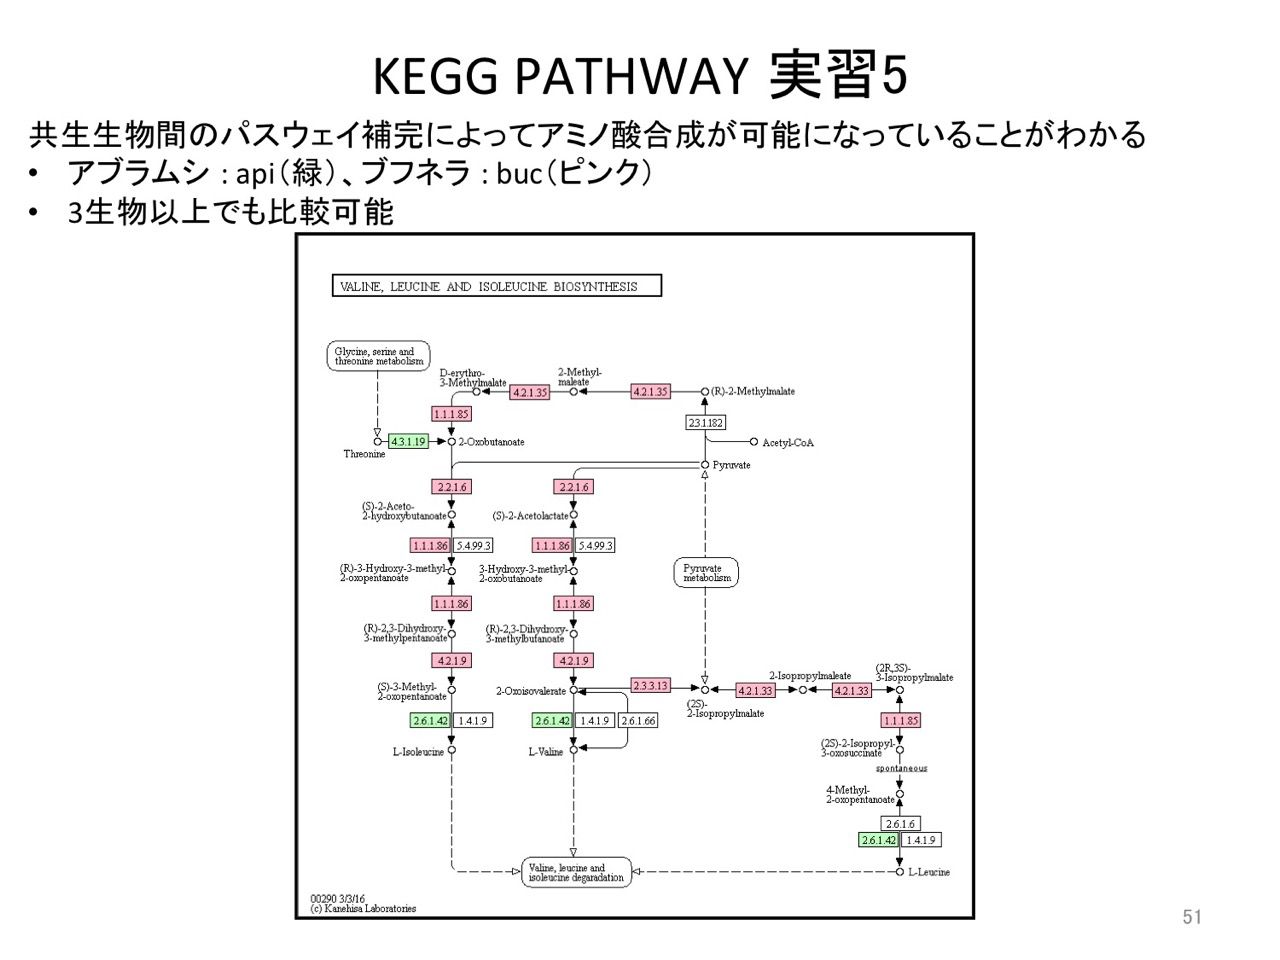 KEGG PATHWAY 実習5
共生生物間のパスウェイ補完によってアミノ酸合成が可能になっていることがわかる
• アブラムシ : api（緑）、ブフネラ : buc（ピンク）
• 3生物以上でも比較可能
VALINE, LEUCINE AND ISOLEUCINE BIOSYNTHESIS
Glycine, serine and
threonine metabolism
D-erythro-
3-Methylmalate
4.2.1.35
2-Methyl-
maleate
4.2.1.35
(R)-2-Methylmalate
1.1.1.85
2.3.1.182
Threonine
4.3.1.19
2-Oxobutanoate
Acetyl-CoA
Pyruvate
2.2.1.6
2.2.1.6
(S)-2-Aceto-
2-hydroxybutanoate
(S)-2-Acetolactate
1.1.1.86
5.4.99.3
1.1.1.86
5.4.99.3
(R)-3-Hydroxy-3-methyl-
2-oxopentanoate
3-Hydroxy-3-methyl-
2-oxobutanoate
Pyruvate
metabolism
1.1.1.86
1.1.1.86
(R)-2,3-Dihydroxy-
3-methylpentanoate
(R)-2,3-Dihydroxy-
3-methylbutanoate
4.2.1.9
4.2.1.9
(S)-3-Methyl-
2-oxopentanoate
2-Oxoisovalerate
2.3.3.13
(2S)-
2-Isopropylmalate
4.2.1.33
2-Isopropylmaleate
4.2.1.33
(2R,3S)-
3-Isopropylmalate
2.6.1.42
1.4.1.9
2.6.1.42
1.4.1.9
2.6.1.66
1.1.1.85
L-Isoleucine
L-Valine
(2S)-2-Isopropyl-
3-oxosuccinate
spontaneous
4-Methyl-
2-oxopentanoate
2.6.1.6
2.6.1.42
1.4.1.9
Valine, leucine and
isoleucine degradation
L-Leucine
00290 3/3/16
(c) Kanehisa Laboratories
51